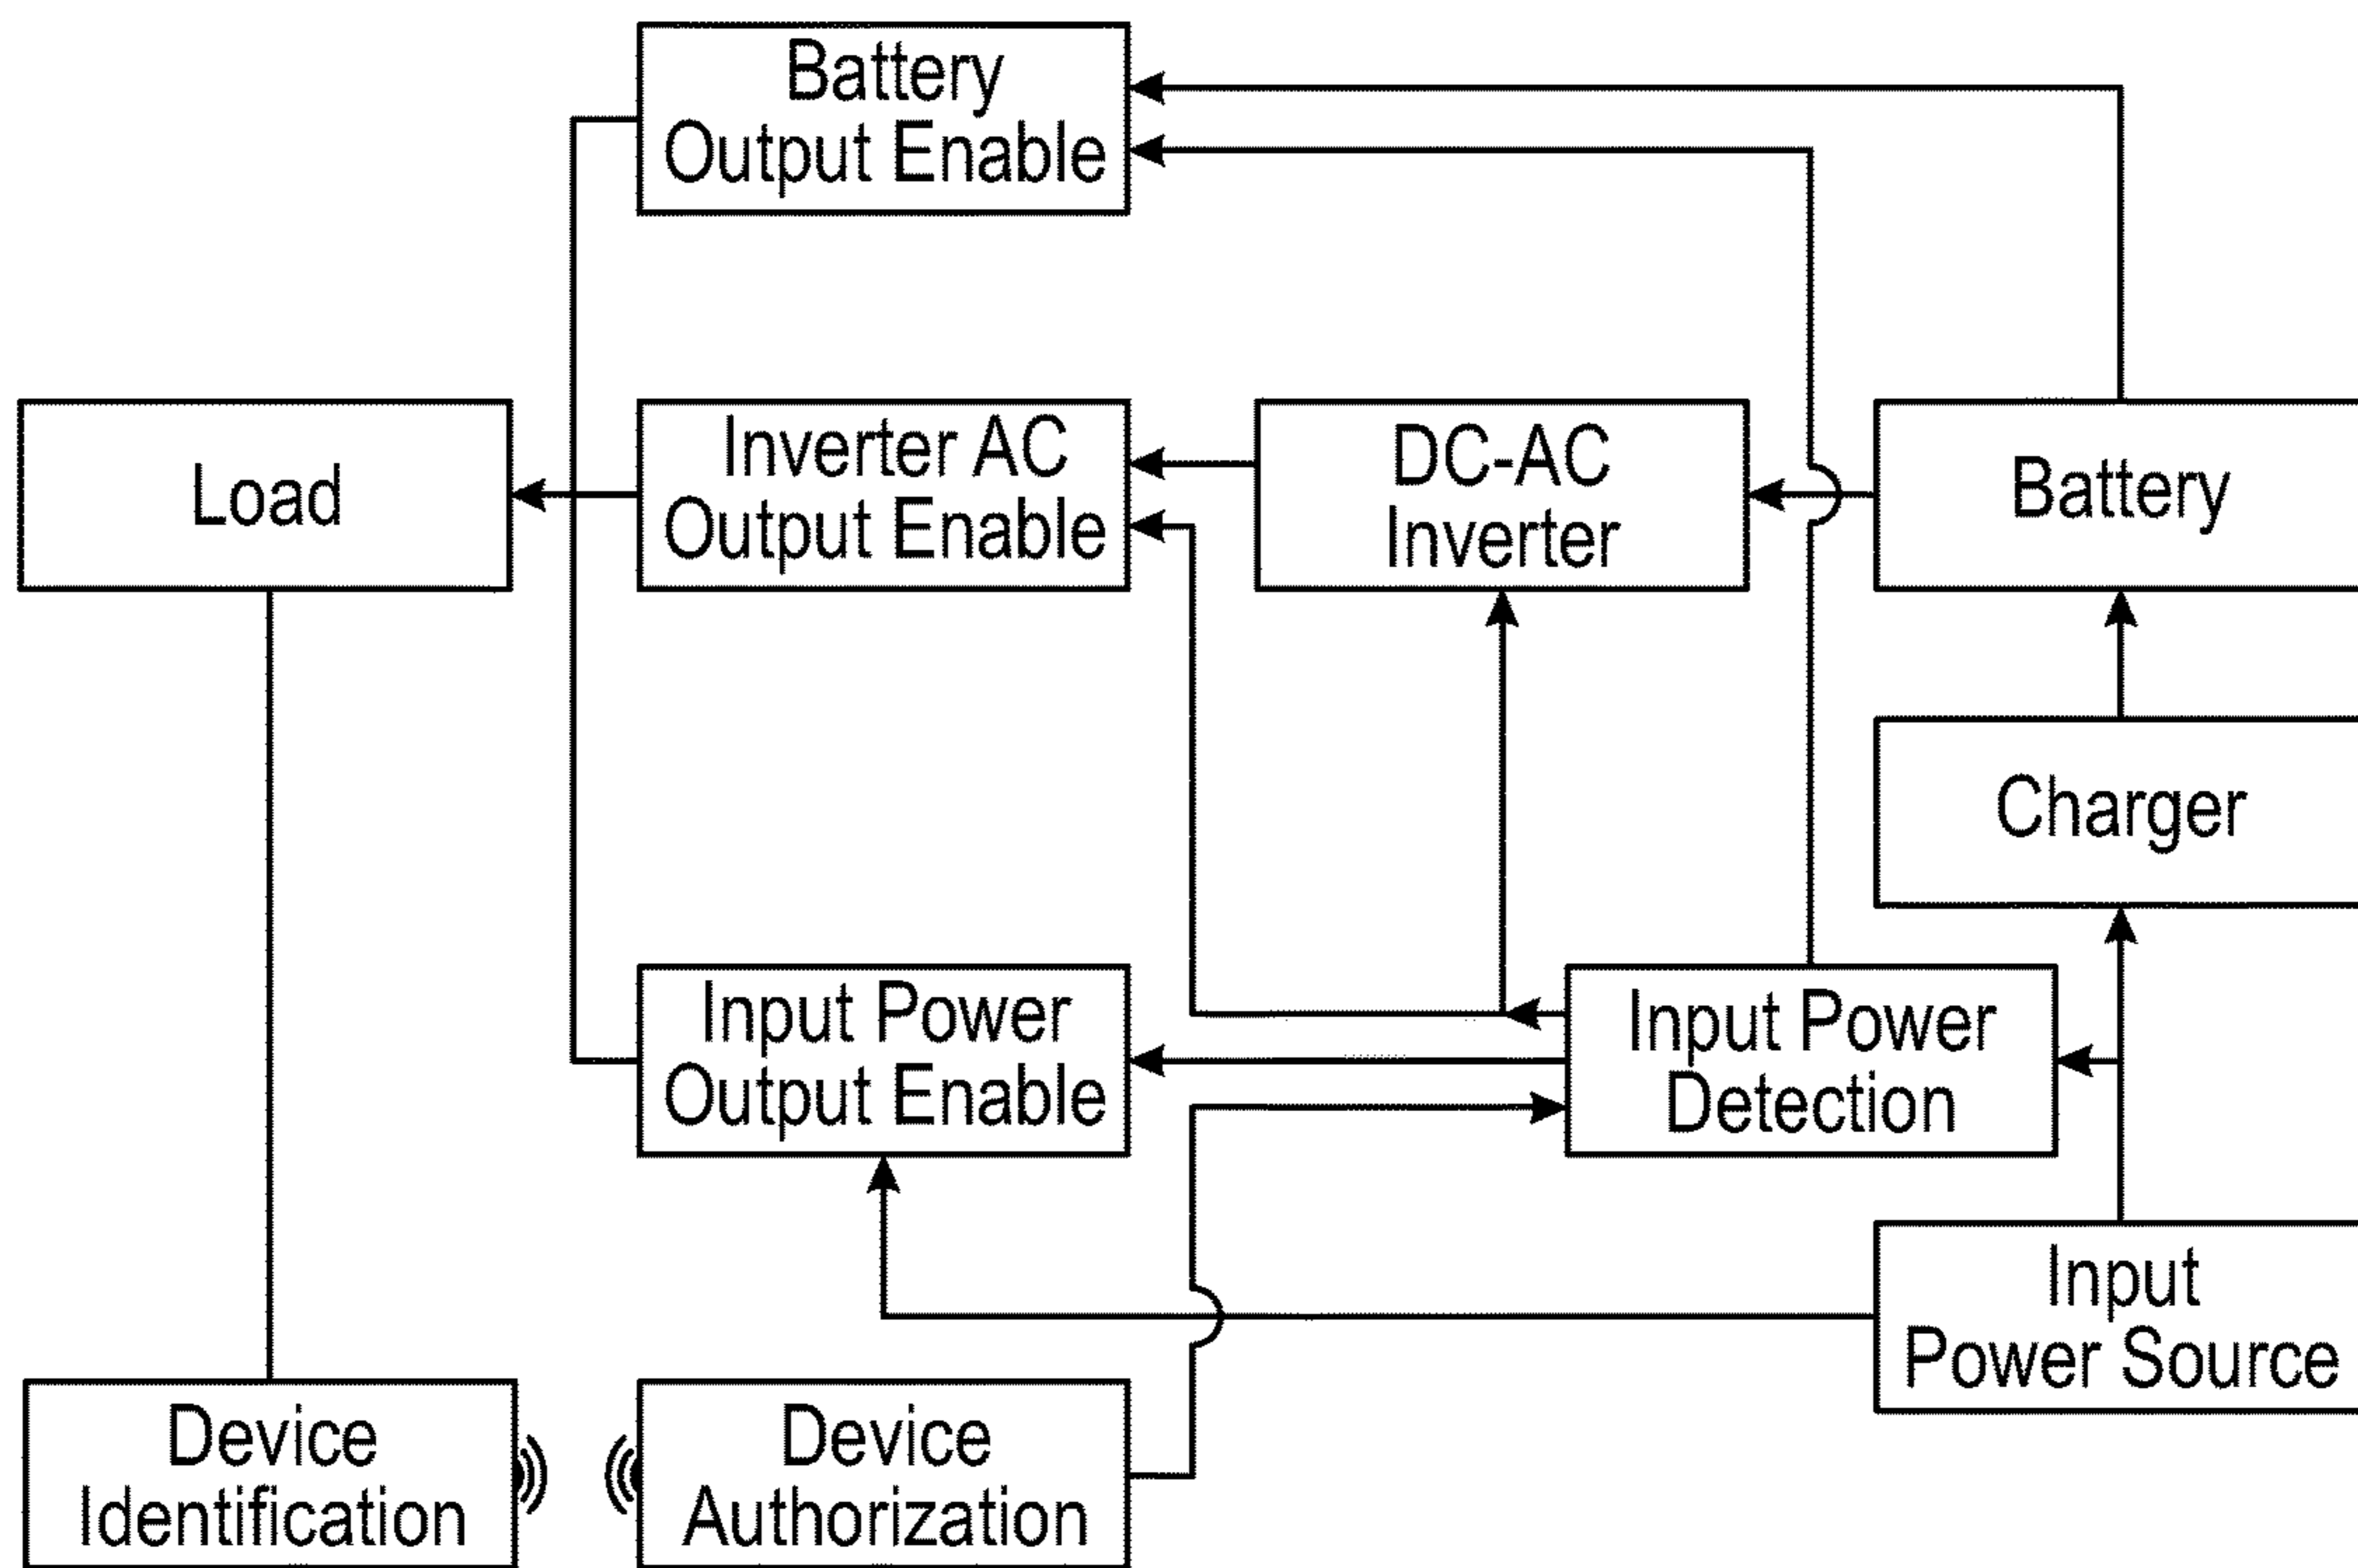 Battery
Output Enable
Load
Inverter AC
Output Enable
DC-AC
Inverter
Battery
Charger
Input Power
Output Enable
Input Power
Detection
Input
Power Source
Device
Identification
Device
Authorization